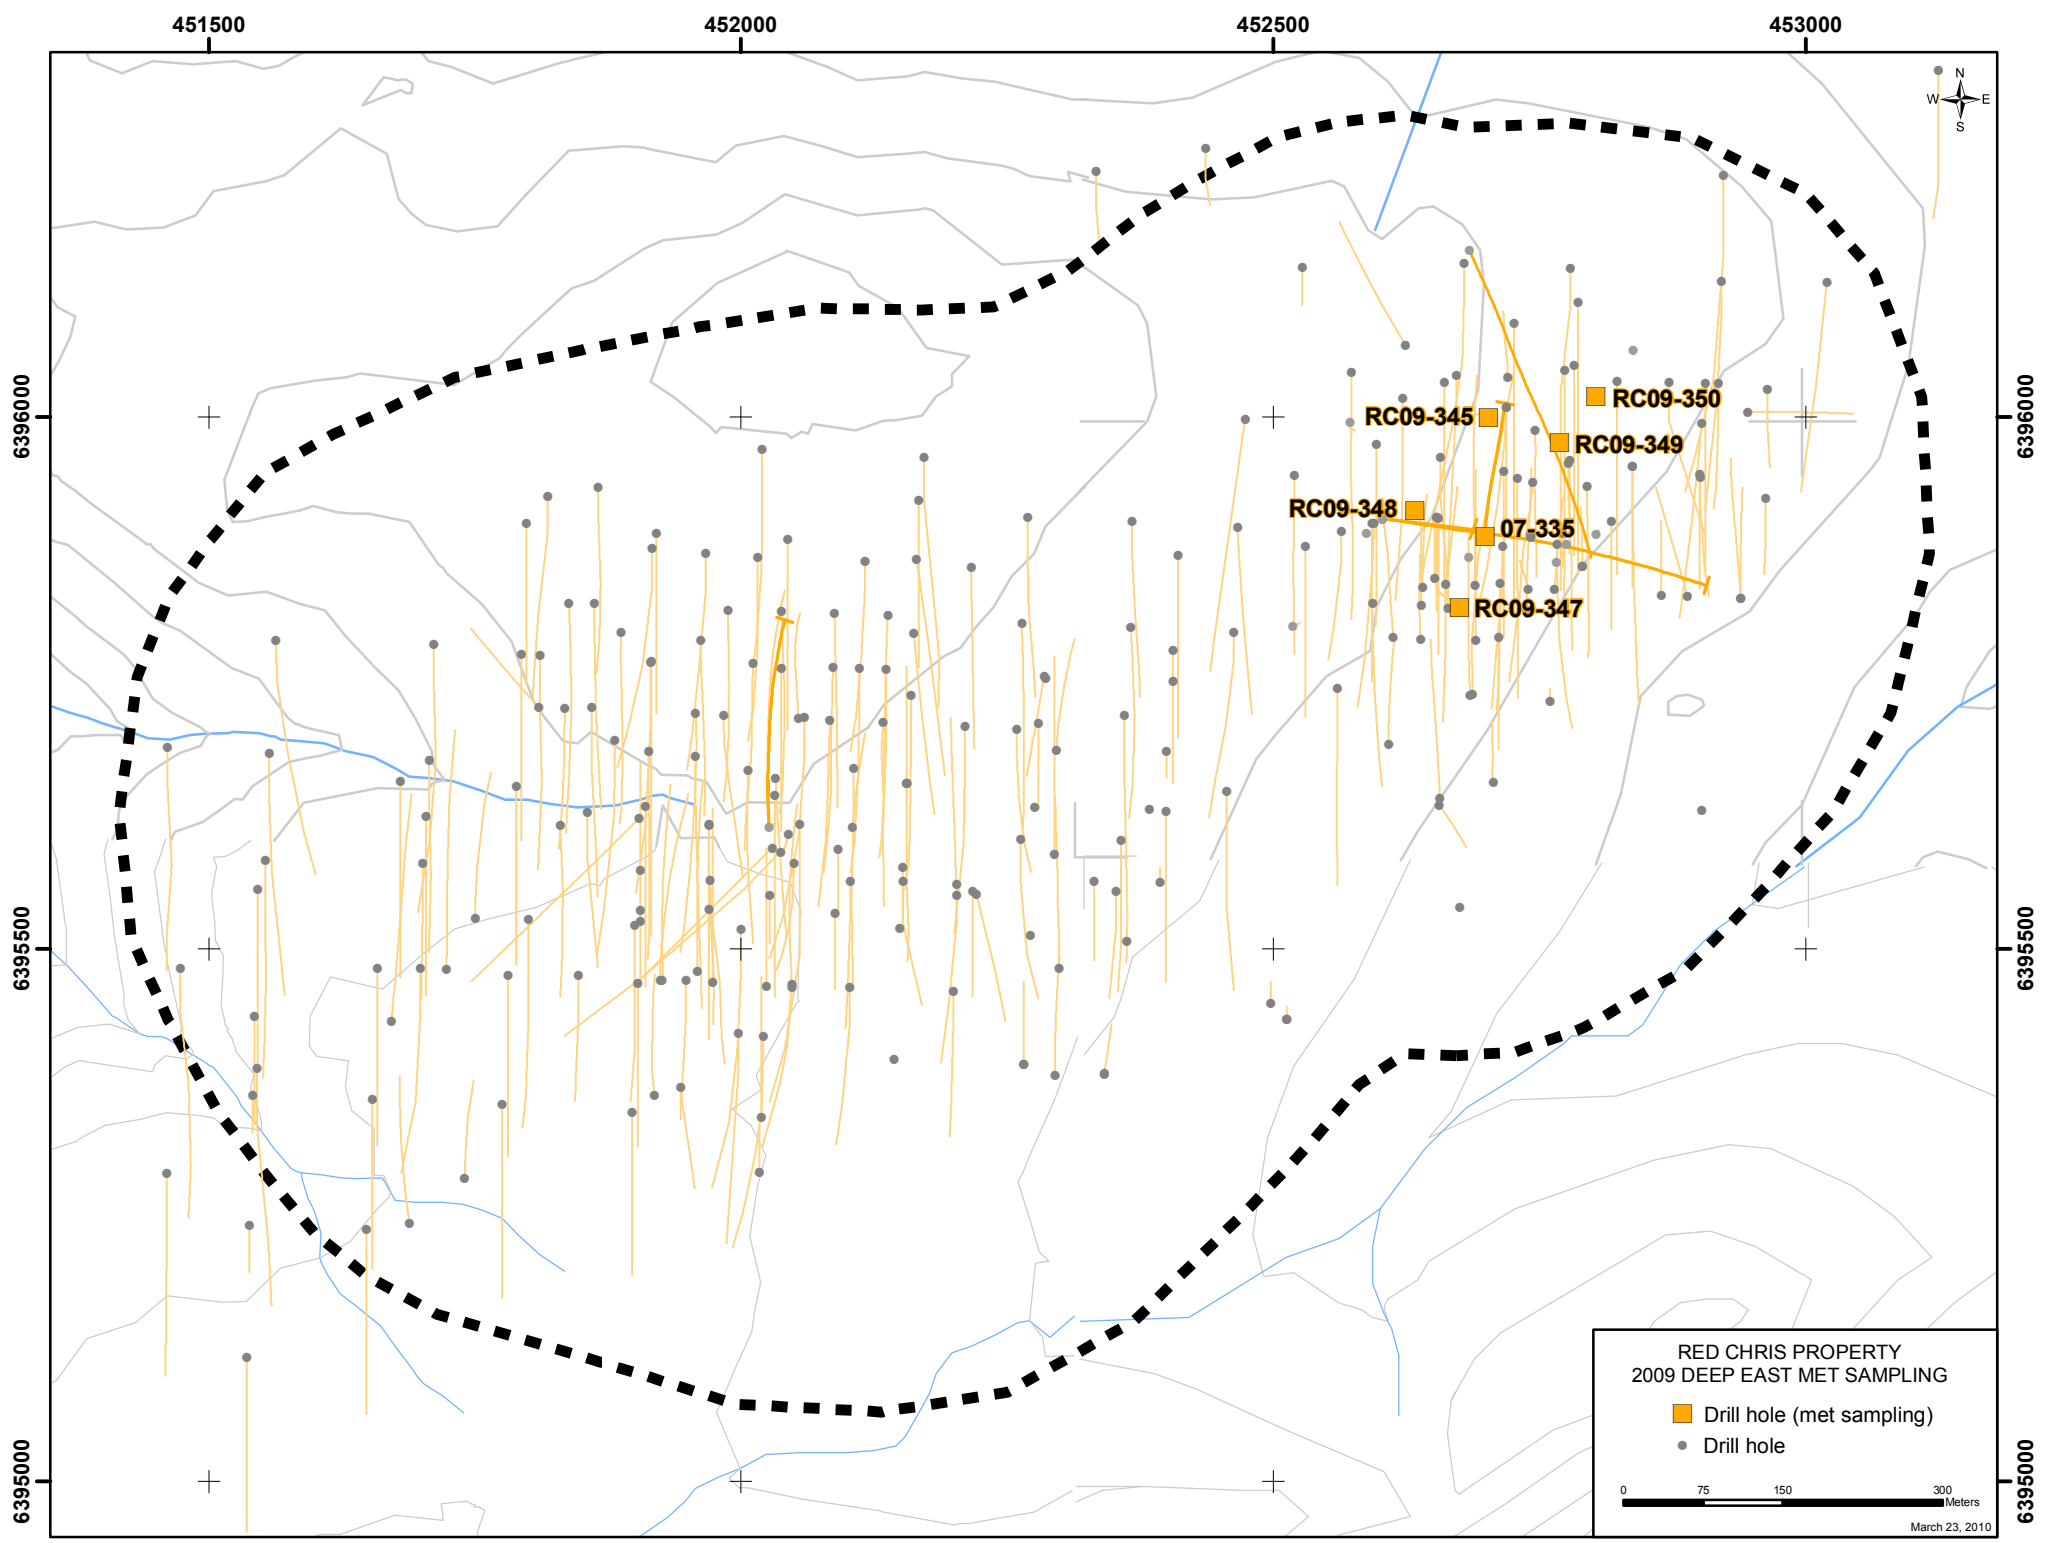 451500
452000
452500
453000
N
W
E
S
6396000
6396000
RC09-350
RC09-345
RC09-349
RC09-348
07-335
RC09-347
6395500
6395500
RED CHRIS PROPERTY
2009 DEEP EAST MET SAMPLING
Drill hole (met sampling)
Drill hole
0 75 150 300
Meters
March 23, 2010
6395000
6395000